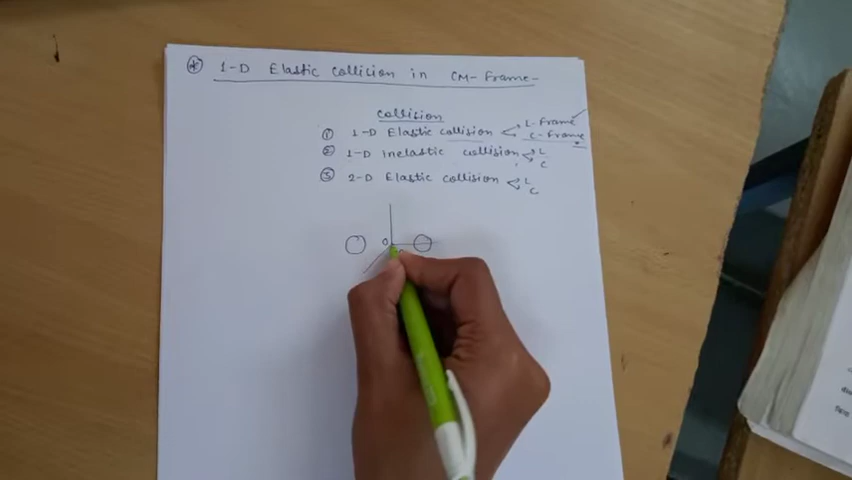 * 1-D Elastic Collision in CM-Frame-
Collision
① 1-D Elastic collision < L-Frame
C-Frame
② 1-D Inelastic collision < L
C
③ 2-D Elastic collision < L
C
O